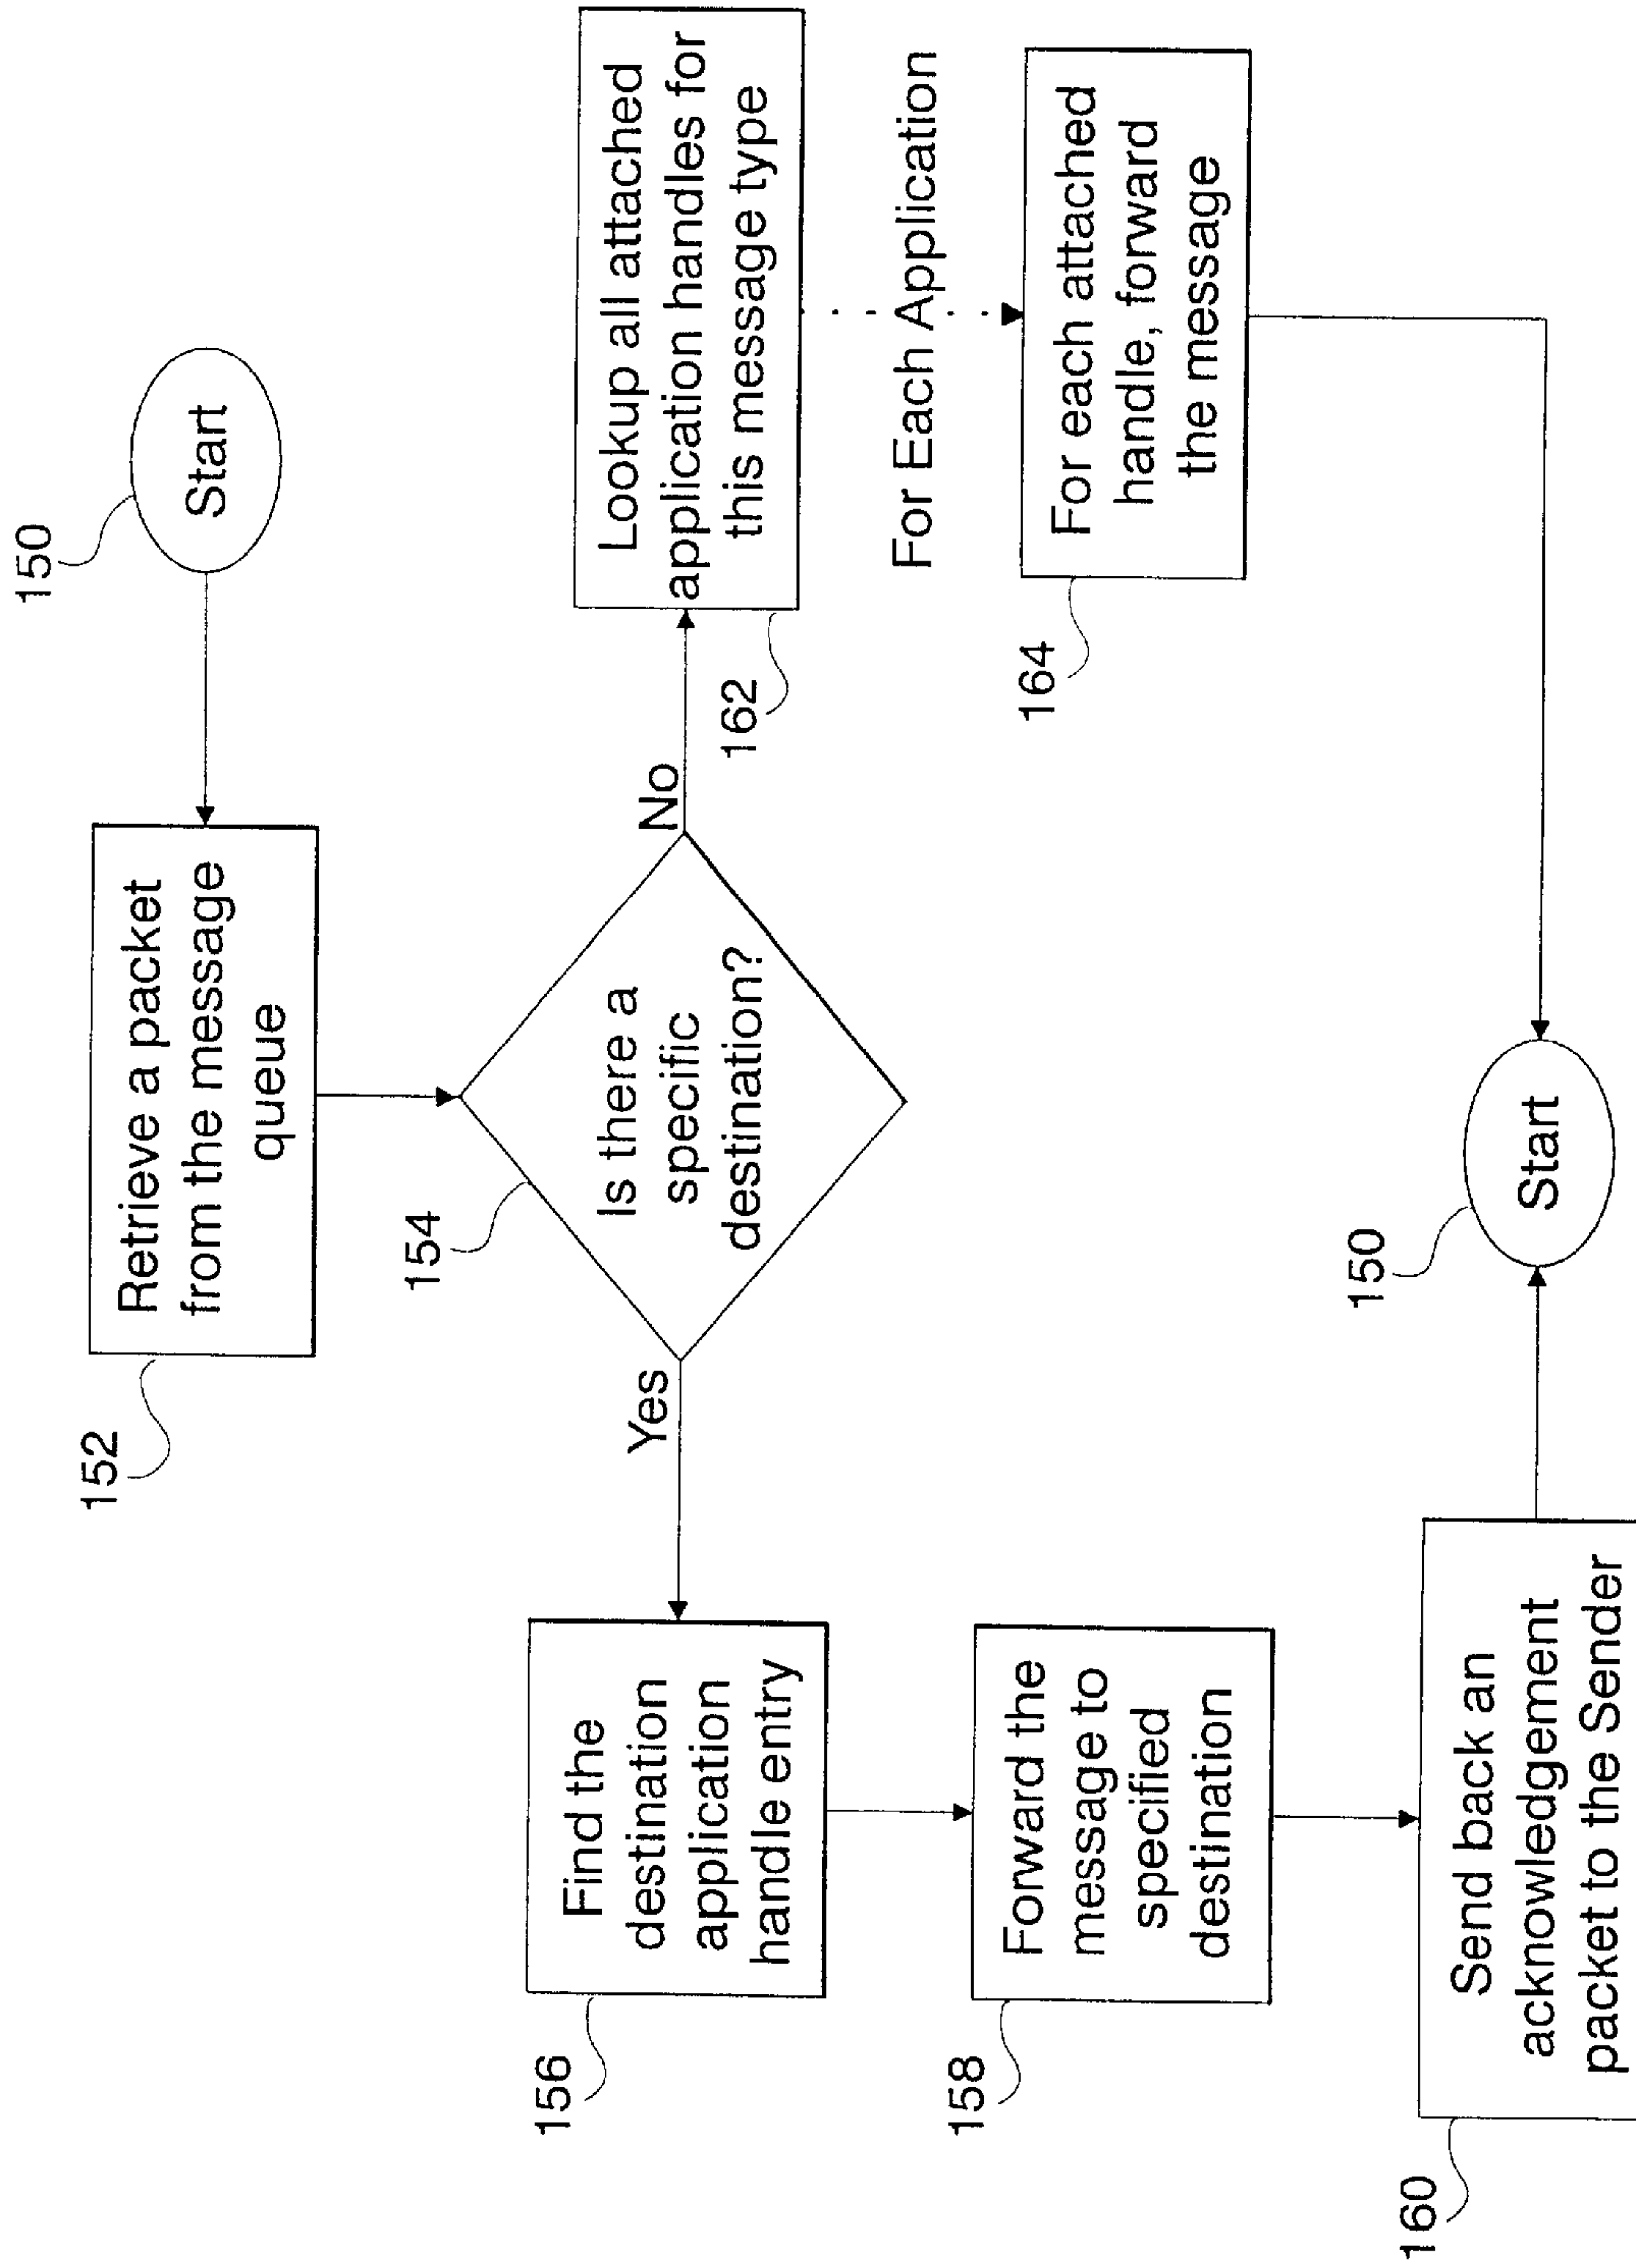 150
Start
152
Retrieve a packet
from the message
queue
154
Is there a
specific
destination?
Yes
No
156
Find the
destination
application
handle entry
158
Forward the
message to
specified
destination
160
Send back an
acknowledgement
packet to the Sender
162
Lookup all attached
application handles for
this message type
For Each Application
164
For each attached
handle, forward
the message
150
Start